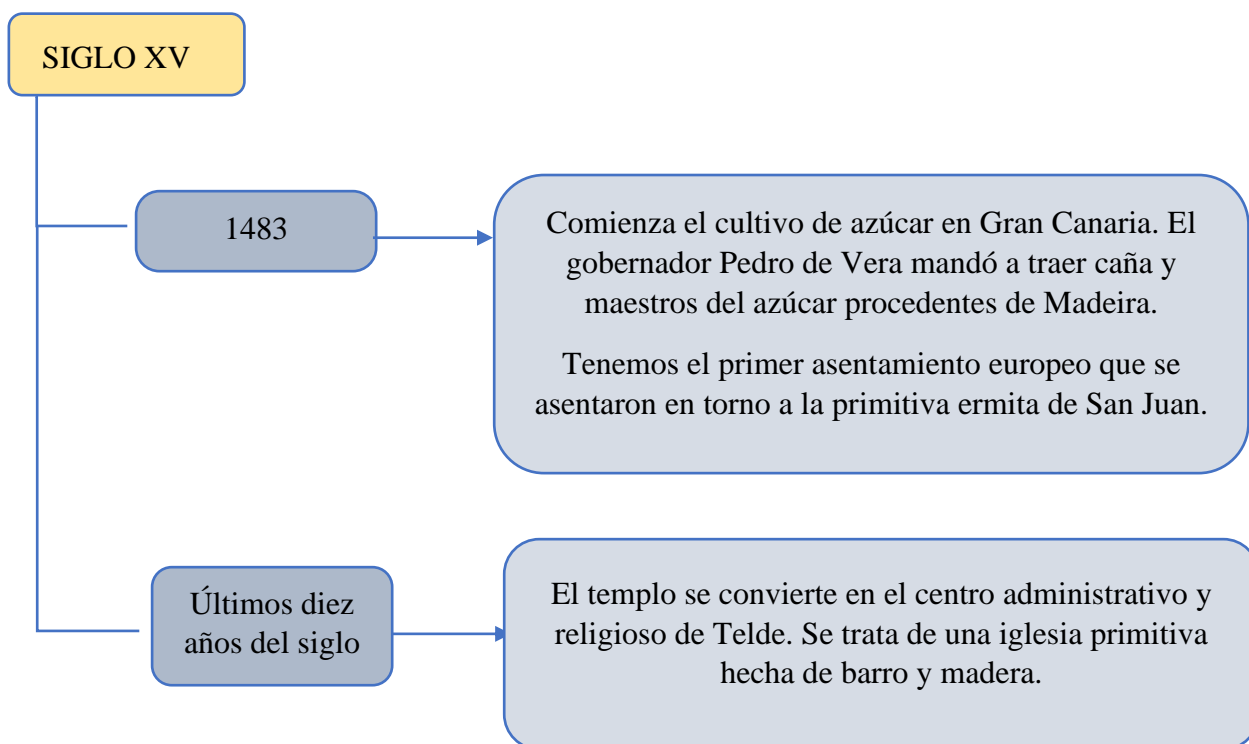 SIGLO XV
1483
Comienza el cultivo de azúcar en Gran Canaria. El
gobernador Pedro de Vera mandó a traer caña y
maestros del azúcar procedentes de Madeira.
Tenemos el primer asentamiento europeo que se
asentaron en torno a la primitiva ermita de San Juan.
Últimos diez
años del siglo
El templo se convierte en el centro administrativo y
religioso de Telde. Se trata de una iglesia primitiva
hecha de barro y madera.